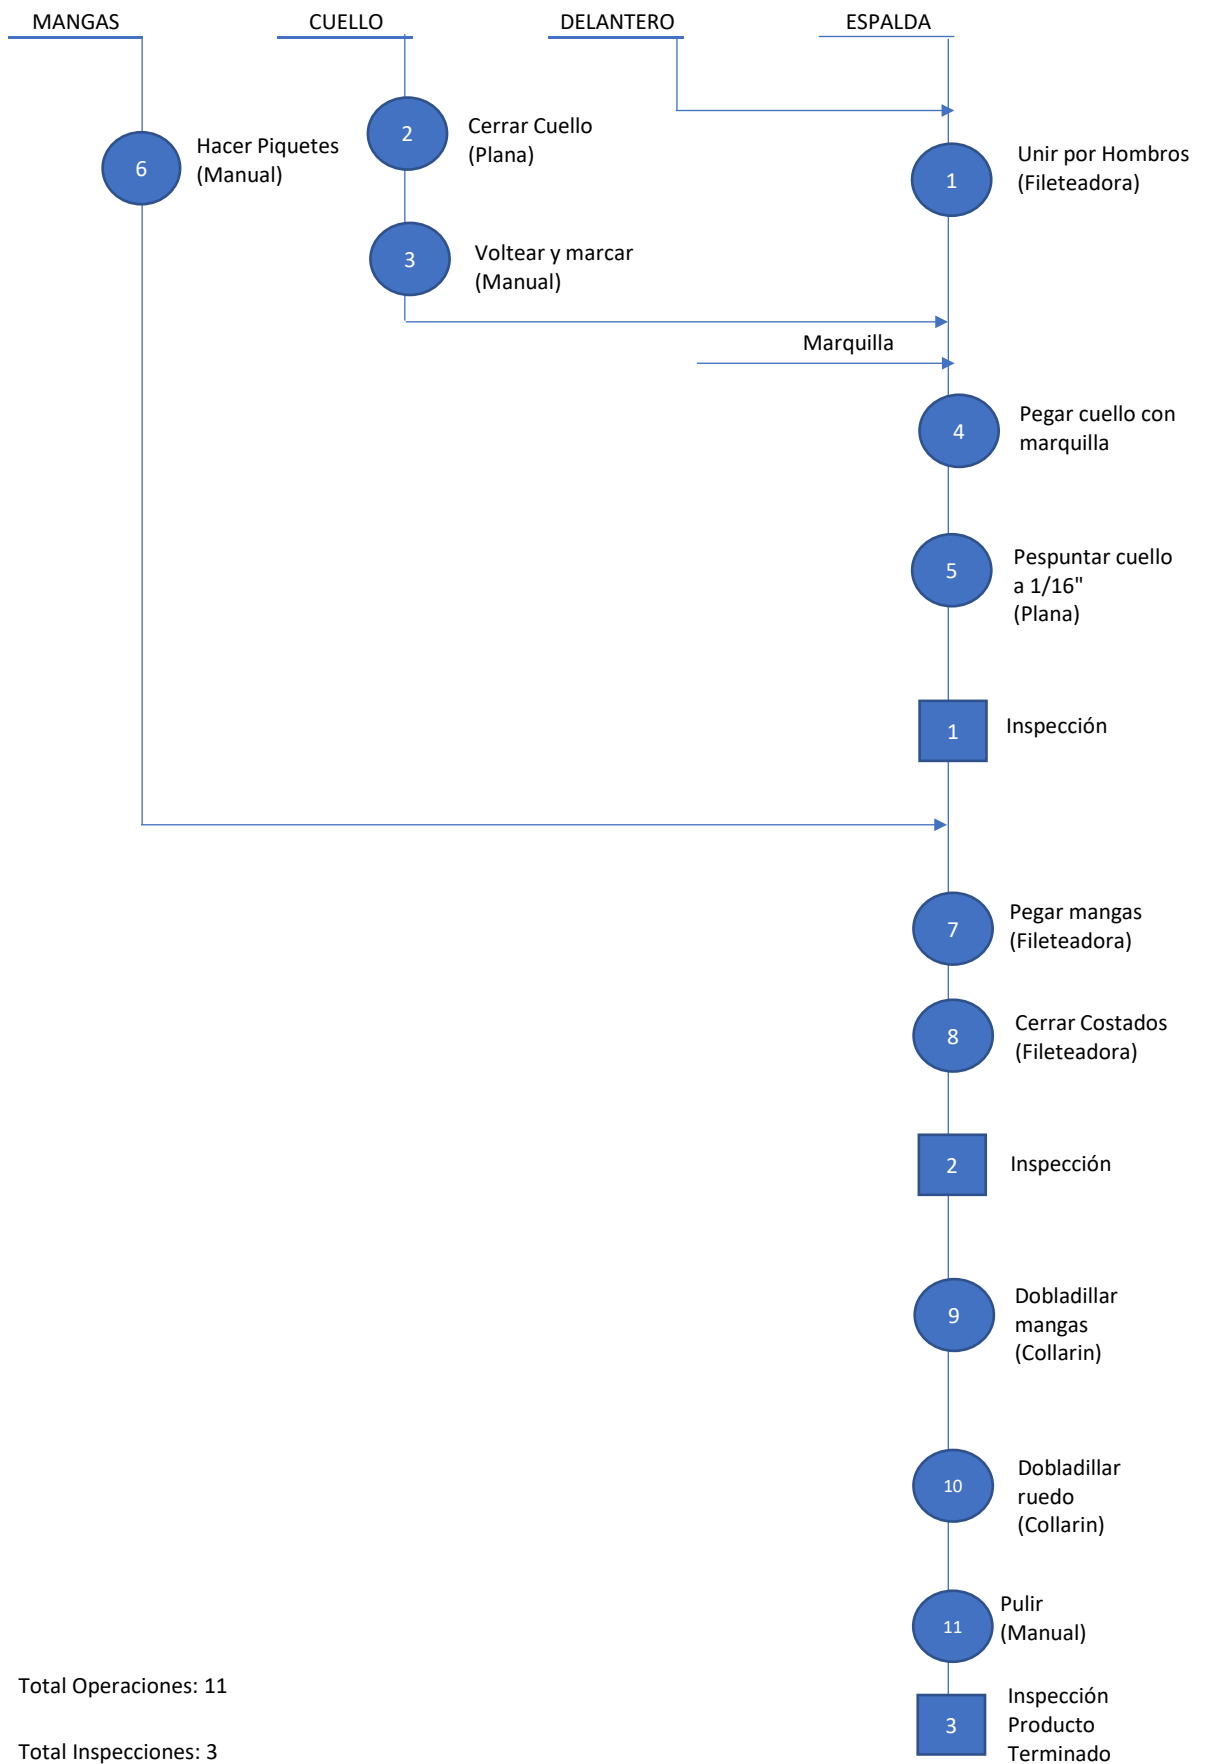 MANGAS
CUELLO
DELANTERO
ESPALDA
2
Cerrar Cuello
(Plana)
6
Hacer Piquetes
(Manual)
1
Unir por Hombros
(Fileteadora)
3
Voltear y marcar
(Manual)
Marquilla
4
Pegar cuello con
marquilla
5
Pespuntar cuello
a 1/16"
(Plana)
1
Inspección
7
Pegar mangas
(Fileteadora)
8
Cerrar Costados
(Fileteadora)
2
Inspección
9
Dobladillar
mangas
(Collarin)
10
Dobladillar
ruedo
(Collarin)
11
Pulir
(Manual)
Total Operaciones: 11
3
Inspección
Producto
Terminado
Total Inspecciones: 3